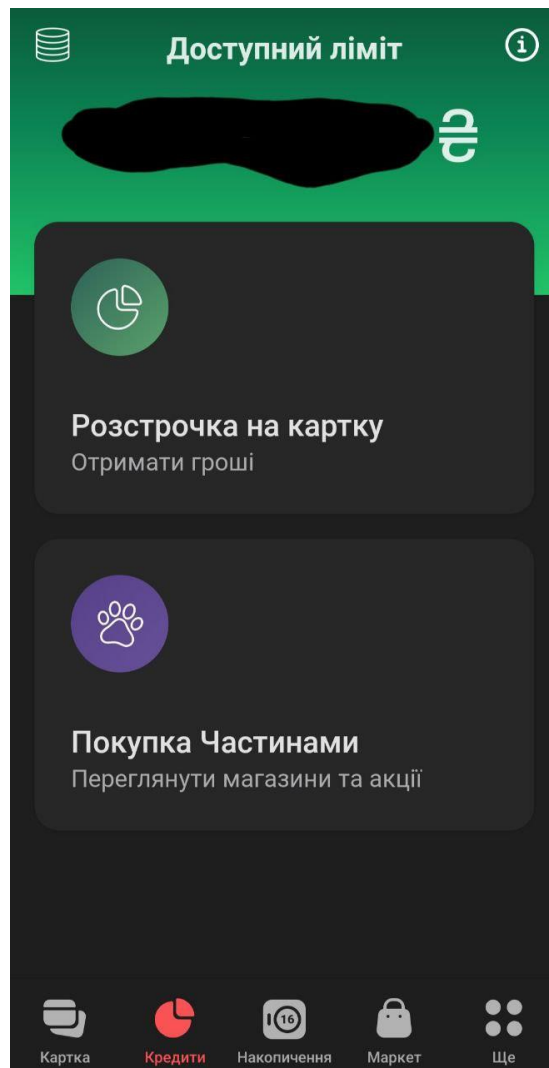 Доступний ліміт
₴
Розстрочка на картку
Отримати гроші
Покупка Частинами
Переглянути магазини та акції
16
Картка
Кредити
Накопичення
Маркет
Ще